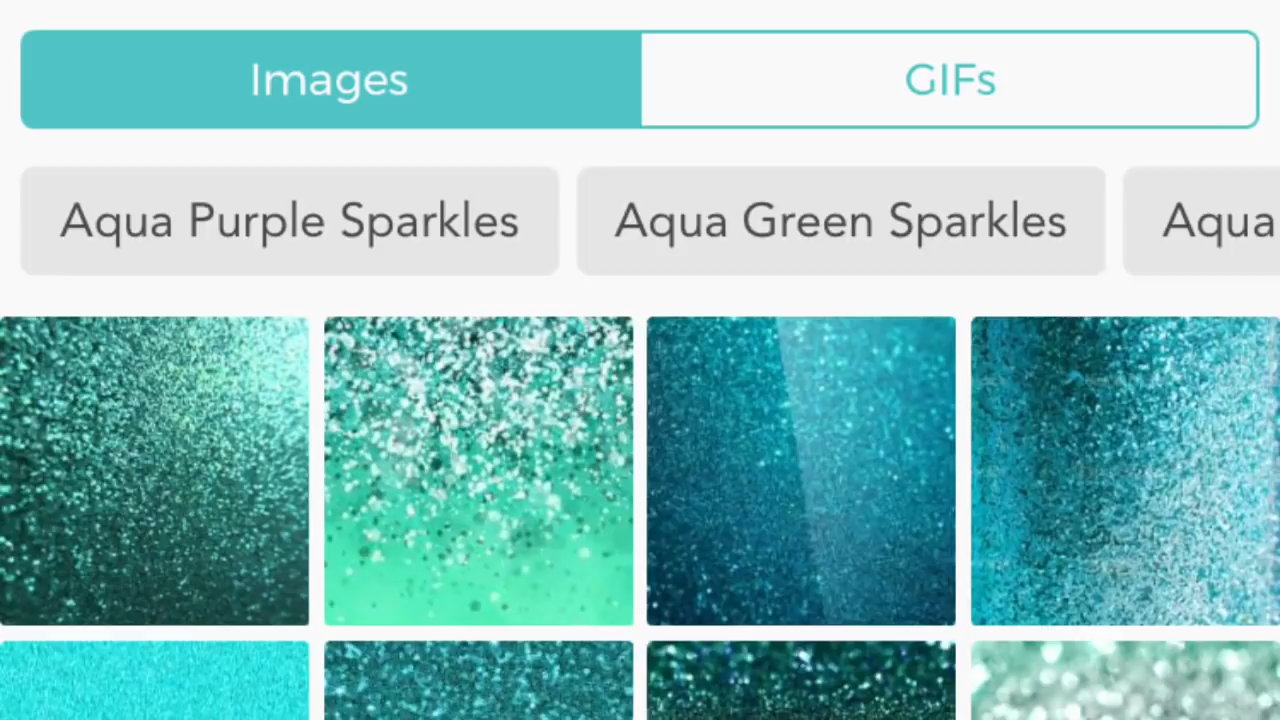 Images
GIFs
Aqua Purple Sparkles
Aqua Green Sparkles
Aqua